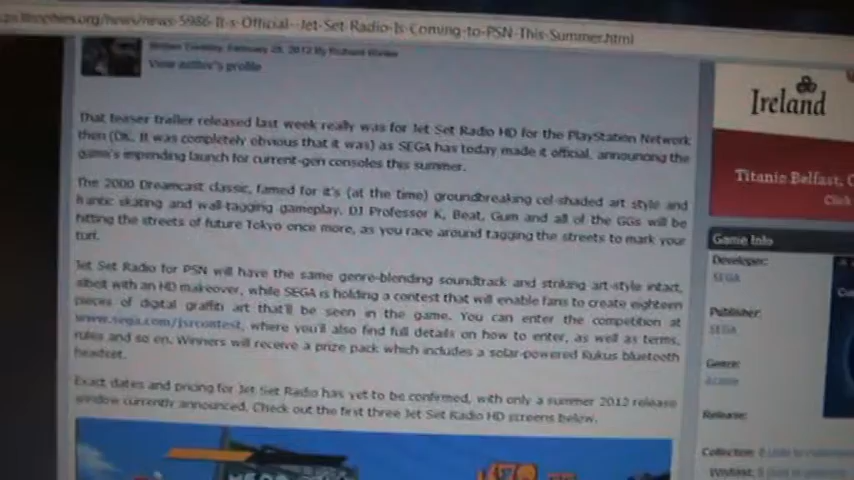 trophies.org/news/news-5986-It-s-Official--Jet-Set-Radio-Is-Coming-to-PSN-This-Summer.html
Written Tuesday, February 28, 2012 By
View author's profile
That teaser trailer released last week really was for Jet Set Radio HD for the PlayStation Network
then (OK, it was completely obvious that it was) as SEGA has today made it official, announcing the
game's impending launch for current-gen consoles this summer.
The 2000 Dreamcast classic, famed for it's (at the time) groundbreaking cel-shaded art style and
frantic skating and wall-tagging gameplay. DJ Professor K, Beat, Gum and all of the GGs will be
hitting the streets of future Tokyo once more, as you race around tagging the streets to mark your
turf.
Jet Set Radio for PSN will have the same genre-blending soundtrack and striking art-style intact,
albeit with an HD makeover, while SEGA is holding a contest that will enable fans to create eighteen
pieces of digital graffiti art that'll be seen in the game. You can enter the competition at
www.sega.com/jsrcontest, where you'll also find full details on how to enter, as well as terms,
rules and so on. Winners will receive a prize pack which includes a solar-powered Rukus bluetooth
headset.
Exact dates and pricing for Jet Set Radio has yet to be confirmed, with only a summer 2012 release
window currently announced. Check out the first three Jet Set Radio HD screens below.
Ireland
Titanic Belfast,
Click
Game Info
Developer:
SEGA
Publisher:
SEGA
Genre:
Action
Release:
Collection:
Wishlist: